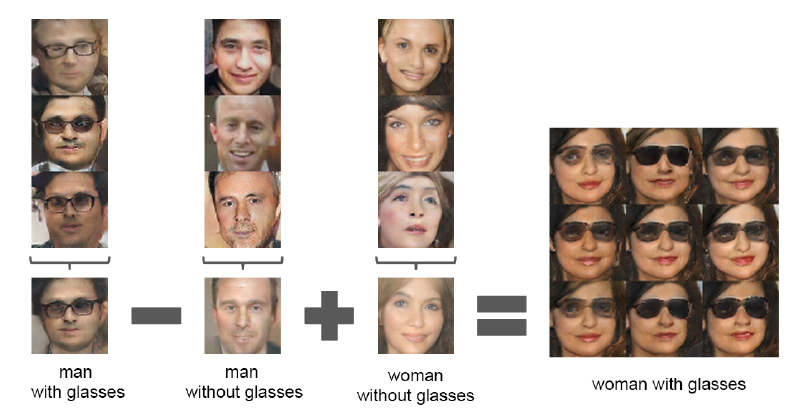 man
with glasses
man
without glasses
woman
without glasses
woman with glasses